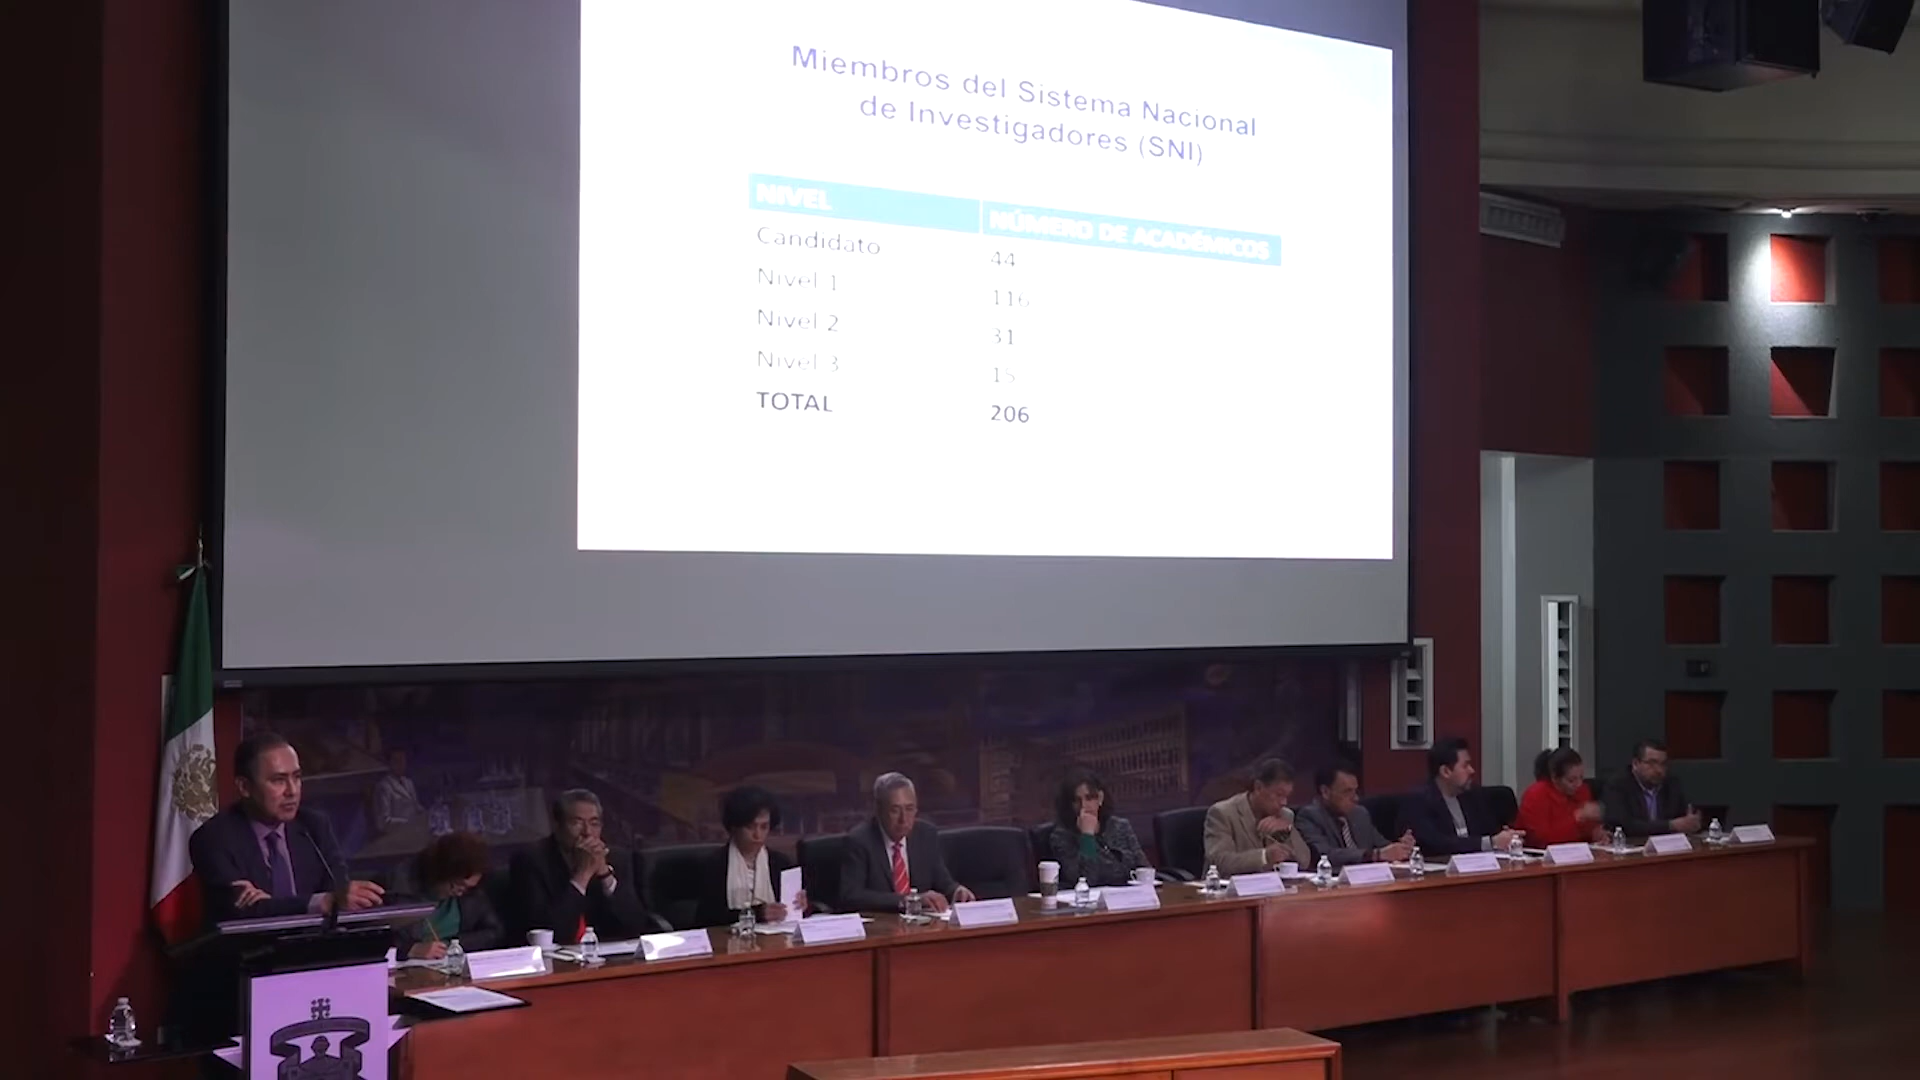 Miembros del Sistema Nacional
de Investigadores (SNI)
NIVEL NÚMERO DE ACADÉMICOS
Candidato 44
Nivel 1 116
Nivel 2 31
Nivel 3 15
TOTAL 206